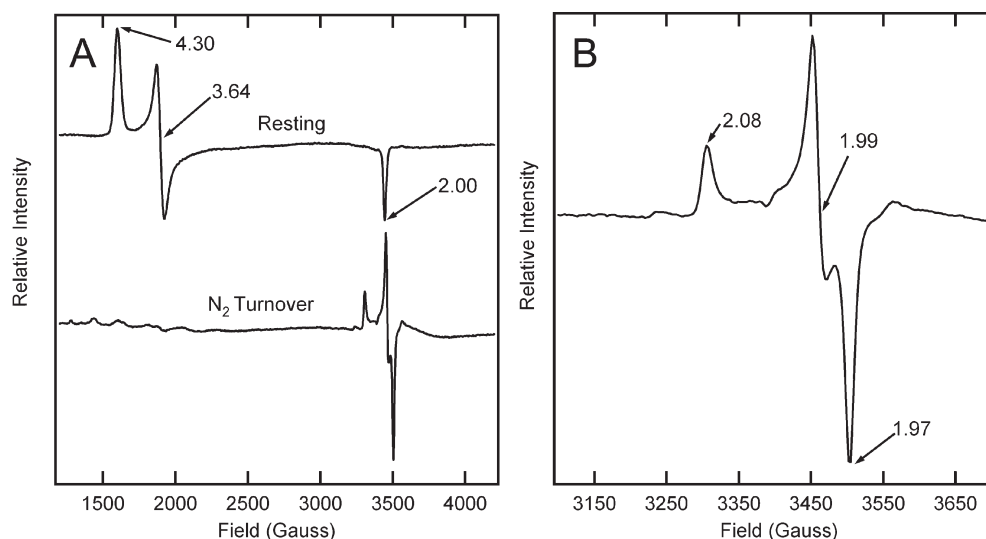 A
4.30
3.64
Resting
2.00
N2 Turnover
Relative Intensity
1500 2000 2500 3000 3500 4000
Field (Gauss)
B
2.08
1.99
1.97
Relative Intensity
3150 3250 3350 3450 3550 3650
Field (Gauss)